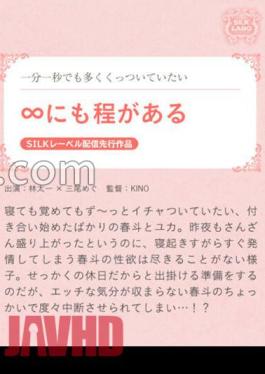 SILK LABO
一分一秒でも多くくっついていたい
∞にも程がある
SILKレーベル配信先行作品
.com
出演：林太一 × 三尾めぐ 監督：KINO
寝ても覚めてもず〜っとイチャついていたい、付
き合い始めたばかりの春斗とユカ。昨夜もさんざ
ん盛り上がったというのに、寝起きすがらすぐ発
情してしまう春斗の性欲は尽きることがない様
子。せっかくの休日だからと出掛ける準備をする
のだが、エッチな気分が収まらない春斗のちょっ
かいで度々中断させられてしまい…！？
JAVHD